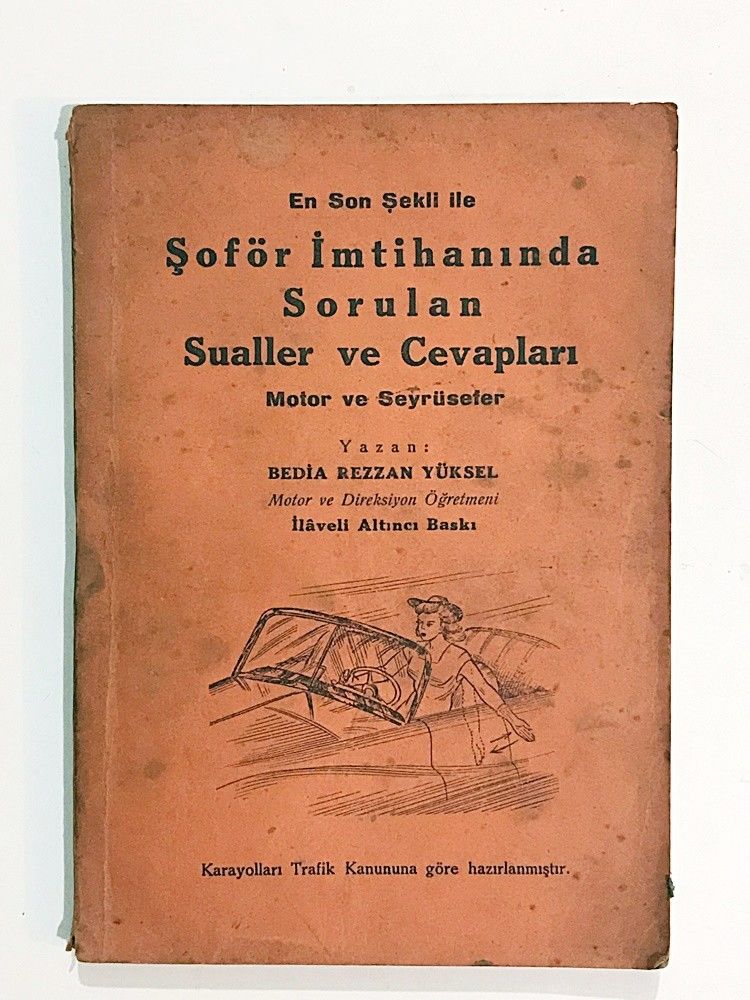 En Son Şekli ile
Şoför İmtihanında
Sorulan
Sualler ve Cevapları
Motor ve Seyrüsefer
Yazan:
BEDİA REZZAN YÜKSEL
Motor ve Direksiyon Öğretmeni
İlâveli Altıncı Baskı
Karayolları Trafik Kanununa göre hazırlanmıştır.